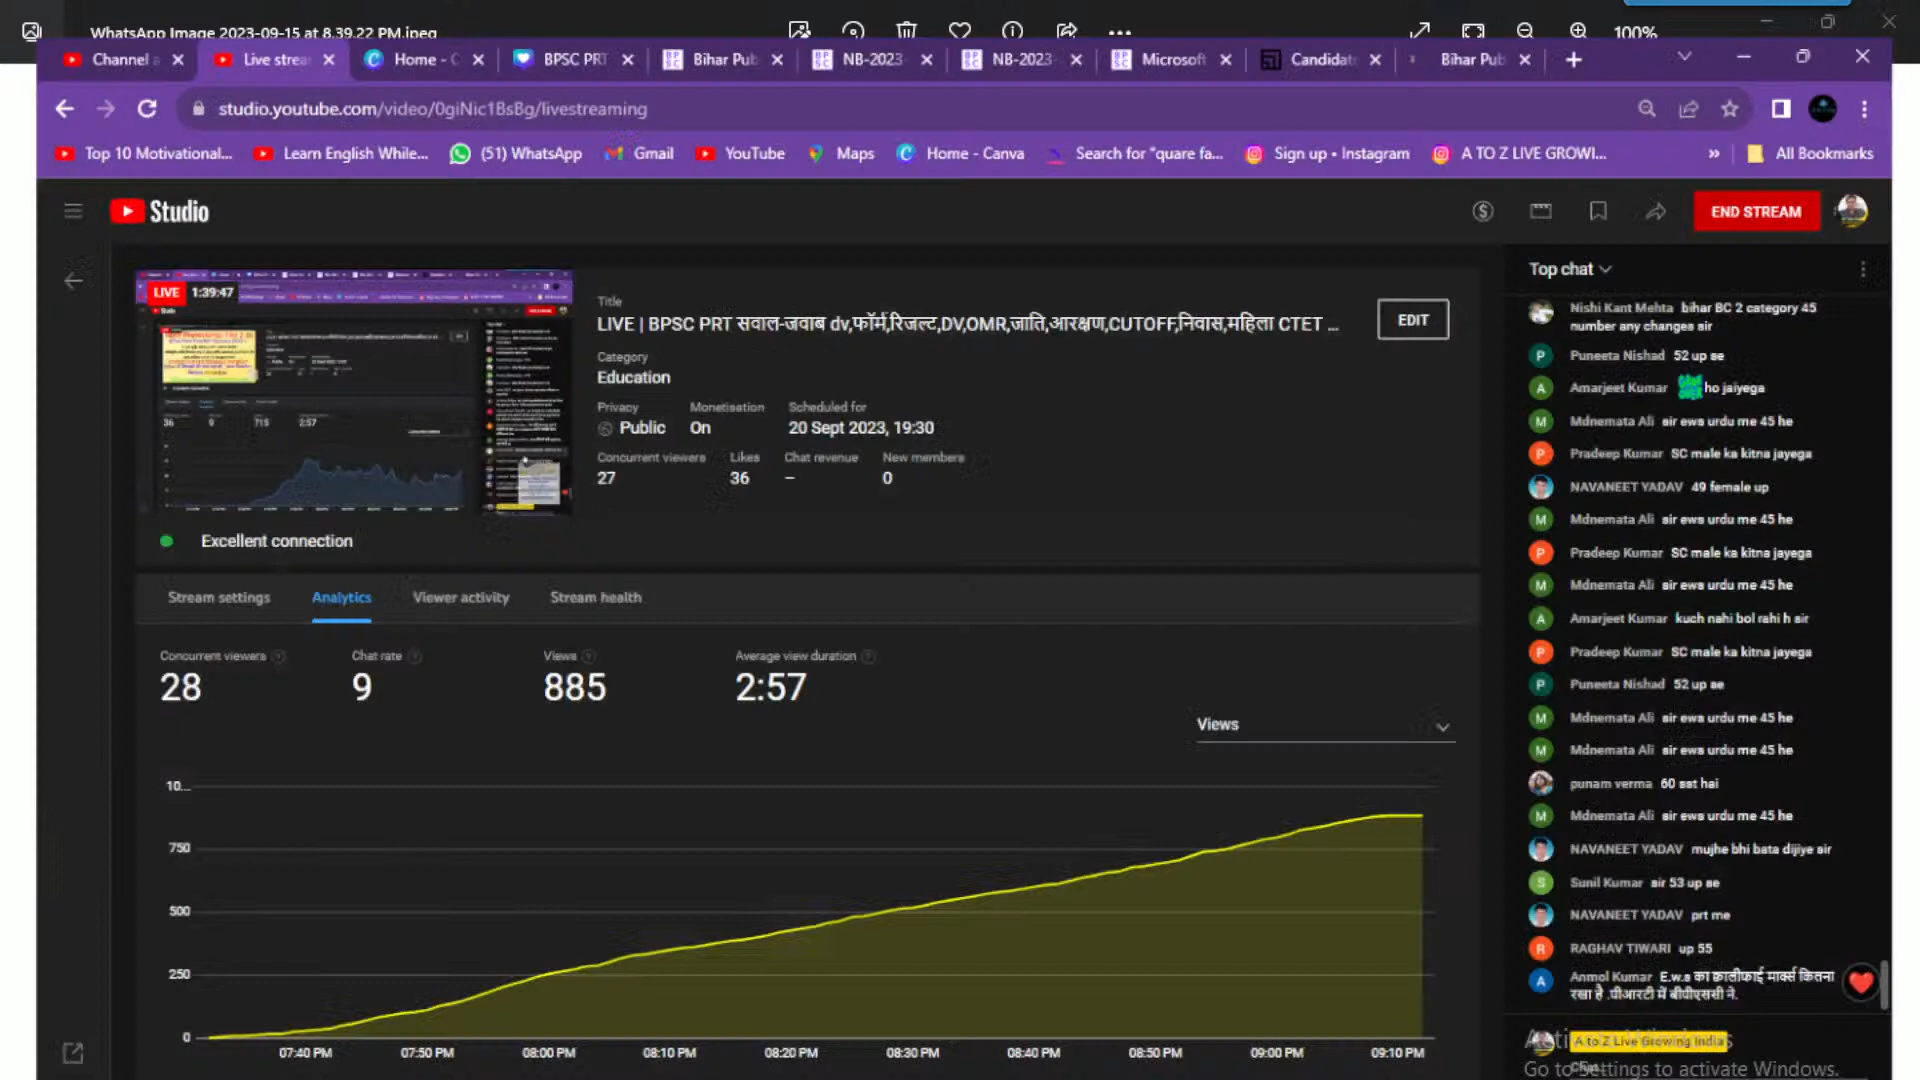 WhatsApp Image 2023-09-15 at 8.39.22 PM.jpeg
100%
Channel a
Live strea
Home - C
BPSC PRT
Bihar Pub
NB-2023-
NB-2023-
Microsoft
Candidat
Bihar Pub
studio.youtube.com/video/0giNic1BsBg/livestreaming
Top 10 Motivational...
Learn English While...
(51) WhatsApp
Gmail
YouTube
Maps
Home - Canva
Search for "quare fa...
Sign up • Instagram
A TO Z LIVE GROWI...
»
All Bookmarks
Studio
END STREAM
LIVE 1:39:47
36 9 715 2:57
Title
LIVE | BPSC PRT सवाल-जवाब dv,फॉर्म,रिजल्ट,DV,OMR,जाति,आरक्षण,CUTOFF,निवास,महिला CTET ...
EDIT
Category
Education
Privacy Monetisation Scheduled for
Public On 20 Sept 2023, 19:30
Concurrent viewers Likes Chat revenue New members
27 36 – 0
Excellent connection
Stream settings Analytics Viewer activity Stream health
Concurrent viewers Chat rate Views Average view duration
28 9 885 2:57
Views
10...
750
500
250
0
07:40 PM 07:50 PM 08:00 PM 08:10 PM 08:20 PM 08:30 PM 08:40 PM 08:50 PM 09:00 PM 09:10 PM
Top chat
Nishi Kant Mehta bihar BC 2 category 45
number any changes sir
P Puneeta Nishad 52 up se
A Amarjeet Kumar ho jaiyega
M Mdnemata Ali sir ews urdu me 45 he
P Pradeep Kumar SC male ka kitna jayega
NAVANEET YADAV 49 female up
M Mdnemata Ali sir ews urdu me 45 he
P Pradeep Kumar SC male ka kitna jayega
M Mdnemata Ali sir ews urdu me 45 he
A Amarjeet Kumar kuch nahi bol rahi h sir
P Pradeep Kumar SC male ka kitna jayega
P Puneeta Nishad 52 up se
M Mdnemata Ali sir ews urdu me 45 he
M Mdnemata Ali sir ews urdu me 45 he
punam verma 60 sst hai
M Mdnemata Ali sir ews urdu me 45 he
NAVANEET YADAV mujhe bhi bata dijiye sir
S Sunil Kumar sir 53 up se
NAVANEET YADAV prt me
R RAGHAV TIWARI up 55
A Anmol Kumar E.w.s का क़ालीफाई मार्क्स कितना
रखा है .पीआरटी में बीपीएससी ने.
A to Z Live Growing India
Go to Settings to activate Windows.